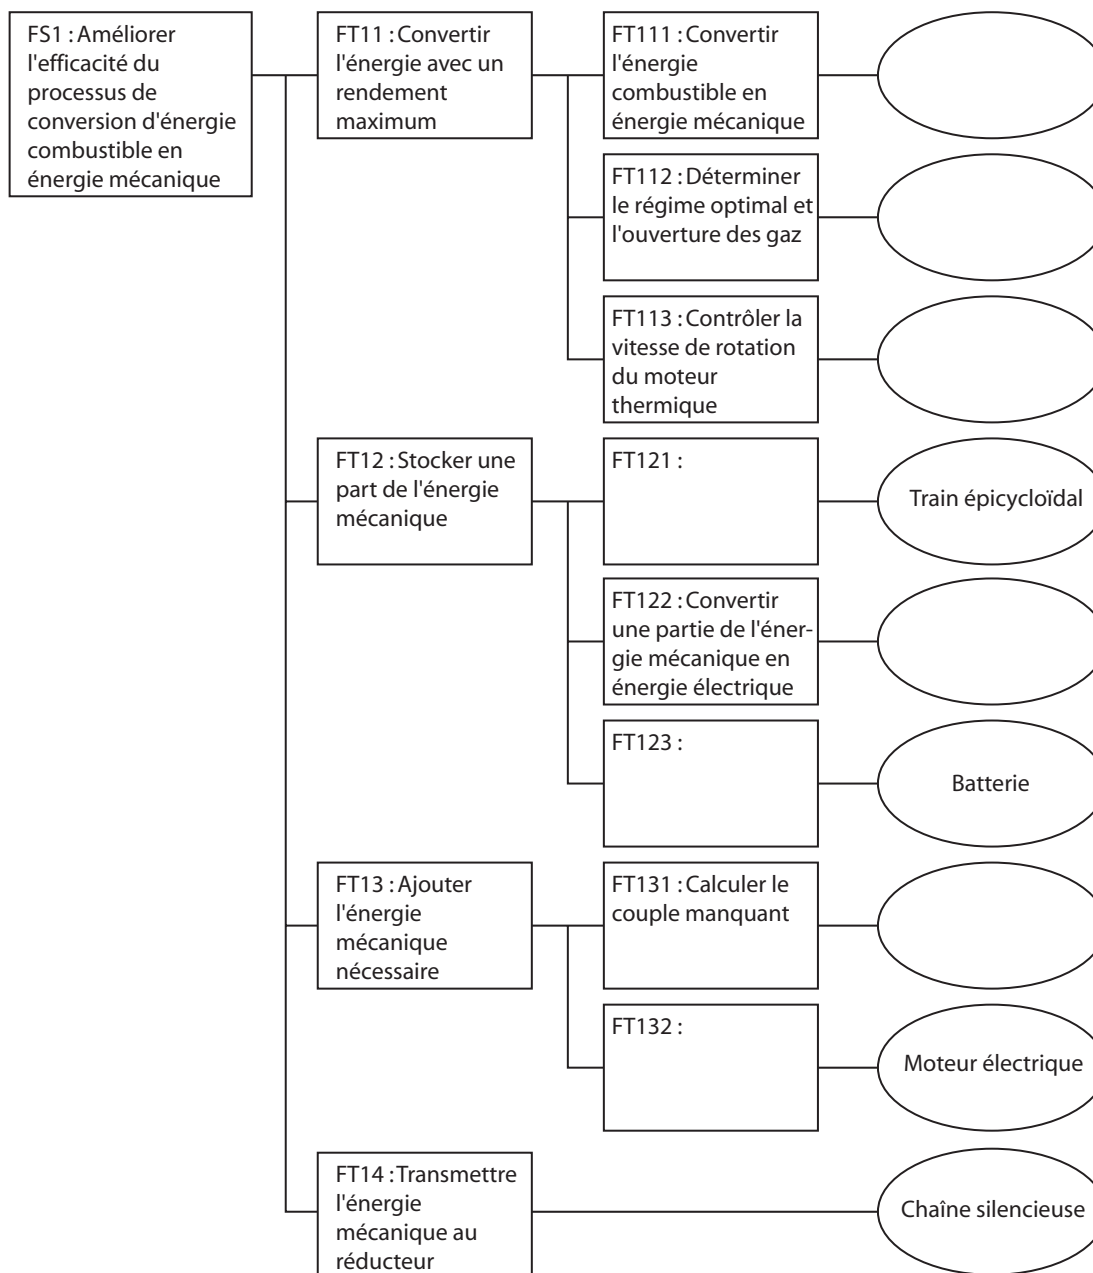 FS1 : Améliorer
l'efficacité du
processus de
conversion d'énergie
combustible en
énergie mécanique
FT11 : Convertir
l'énergie avec un
rendement
maximum
FT111 : Convertir
l'énergie
combustible en
énergie mécanique
FT112 : Déterminer
le régime optimal et
l'ouverture des gaz
FT113 : Contrôler la
vitesse de rotation
du moteur
thermique
FT12 : Stocker une
part de l'énergie
mécanique
FT121 :
Train épicycloïdal
FT122 : Convertir
une partie de l'éner-
gie mécanique en
énergie électrique
FT123 :
Batterie
FT13 : Ajouter
l'énergie
mécanique
nécessaire
FT131 : Calculer le
couple manquant
FT132 :
Moteur électrique
FT14 : Transmettre
l'énergie
mécanique au
réducteur
Chaîne silencieuse